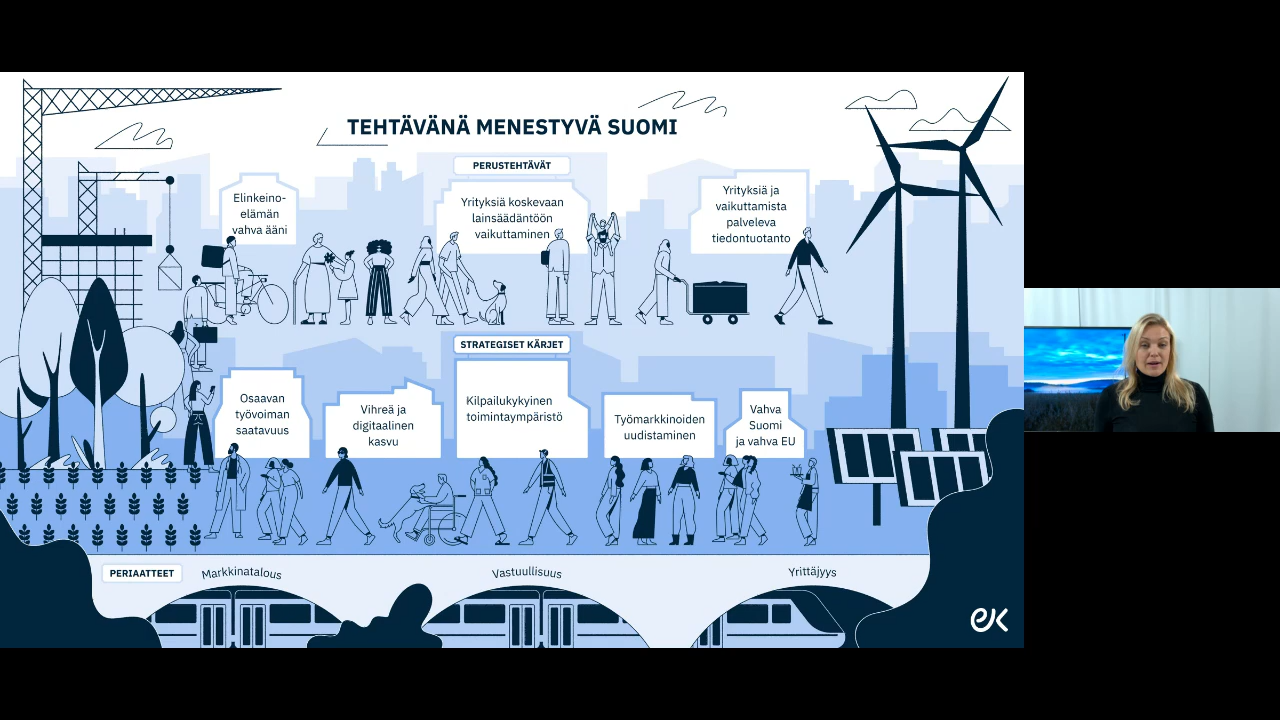 TEHTÄVÄNÄ MENESTYVÄ SUOMI
PERUSTEHTÄVÄT
Elinkeino-
elämän
vahva ääni
Yrityksiä koskevaan
lainsäädäntöön
vaikuttaminen
Yrityksiä ja
vaikuttamista
palveleva
tiedontuotanto
STRATEGISET KÄRJET
Osaavan
työvoiman
saatavuus
Vihreä ja
digitaalinen
kasvu
Kilpailukykyinen
toimintaympäristö
Työmarkkinoiden
uudistaminen
Vahva
Suomi
ja vahva EU
PERIAATTEET
Markkinatalous
Vastuullisuus
Yrittäjyys
ek